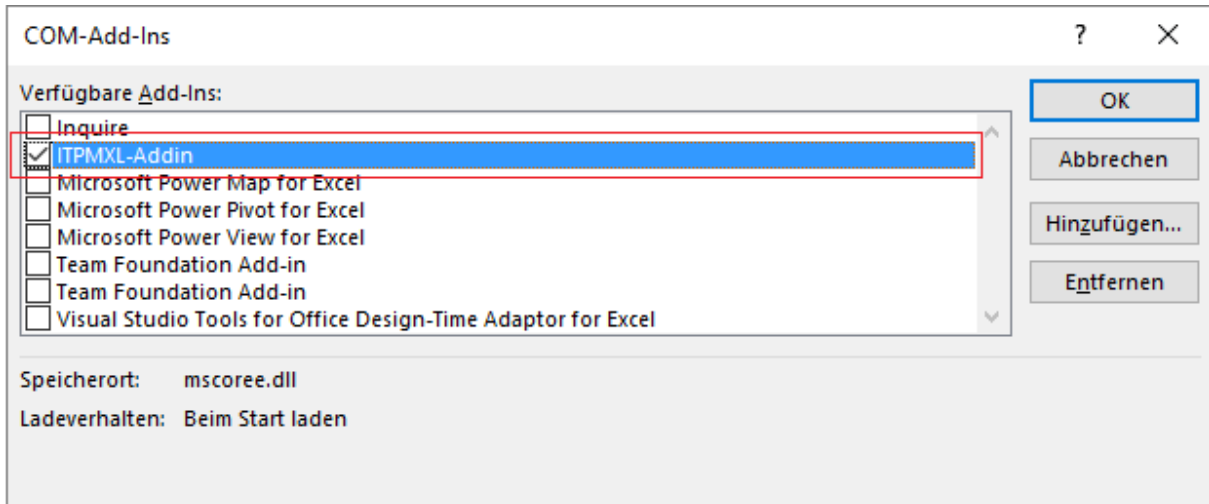 COM-Add-Ins ?
Verfügbare Add-Ins:
Inquire
ITPMXL-Addin
Microsoft Power Map for Excel
Microsoft Power Pivot for Excel
Microsoft Power View for Excel
Team Foundation Add-in
Team Foundation Add-in
Visual Studio Tools for Office Design-Time Adaptor for Excel
OK
Abbrechen
Hinzufügen...
Entfernen
Speicherort: mscoree.dll
Ladeverhalten: Beim Start laden